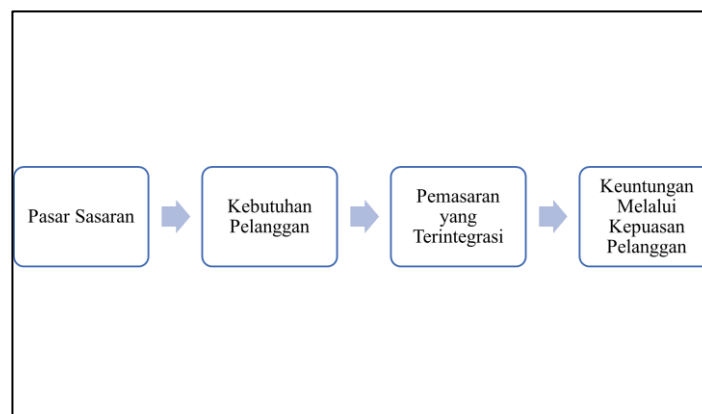 Pasar Sasaran
Kebutuhan
Pelanggan
Pemasaran
yang
Terintegrasi
Keuntungan
Melalui
Kepuasan
Pelanggan